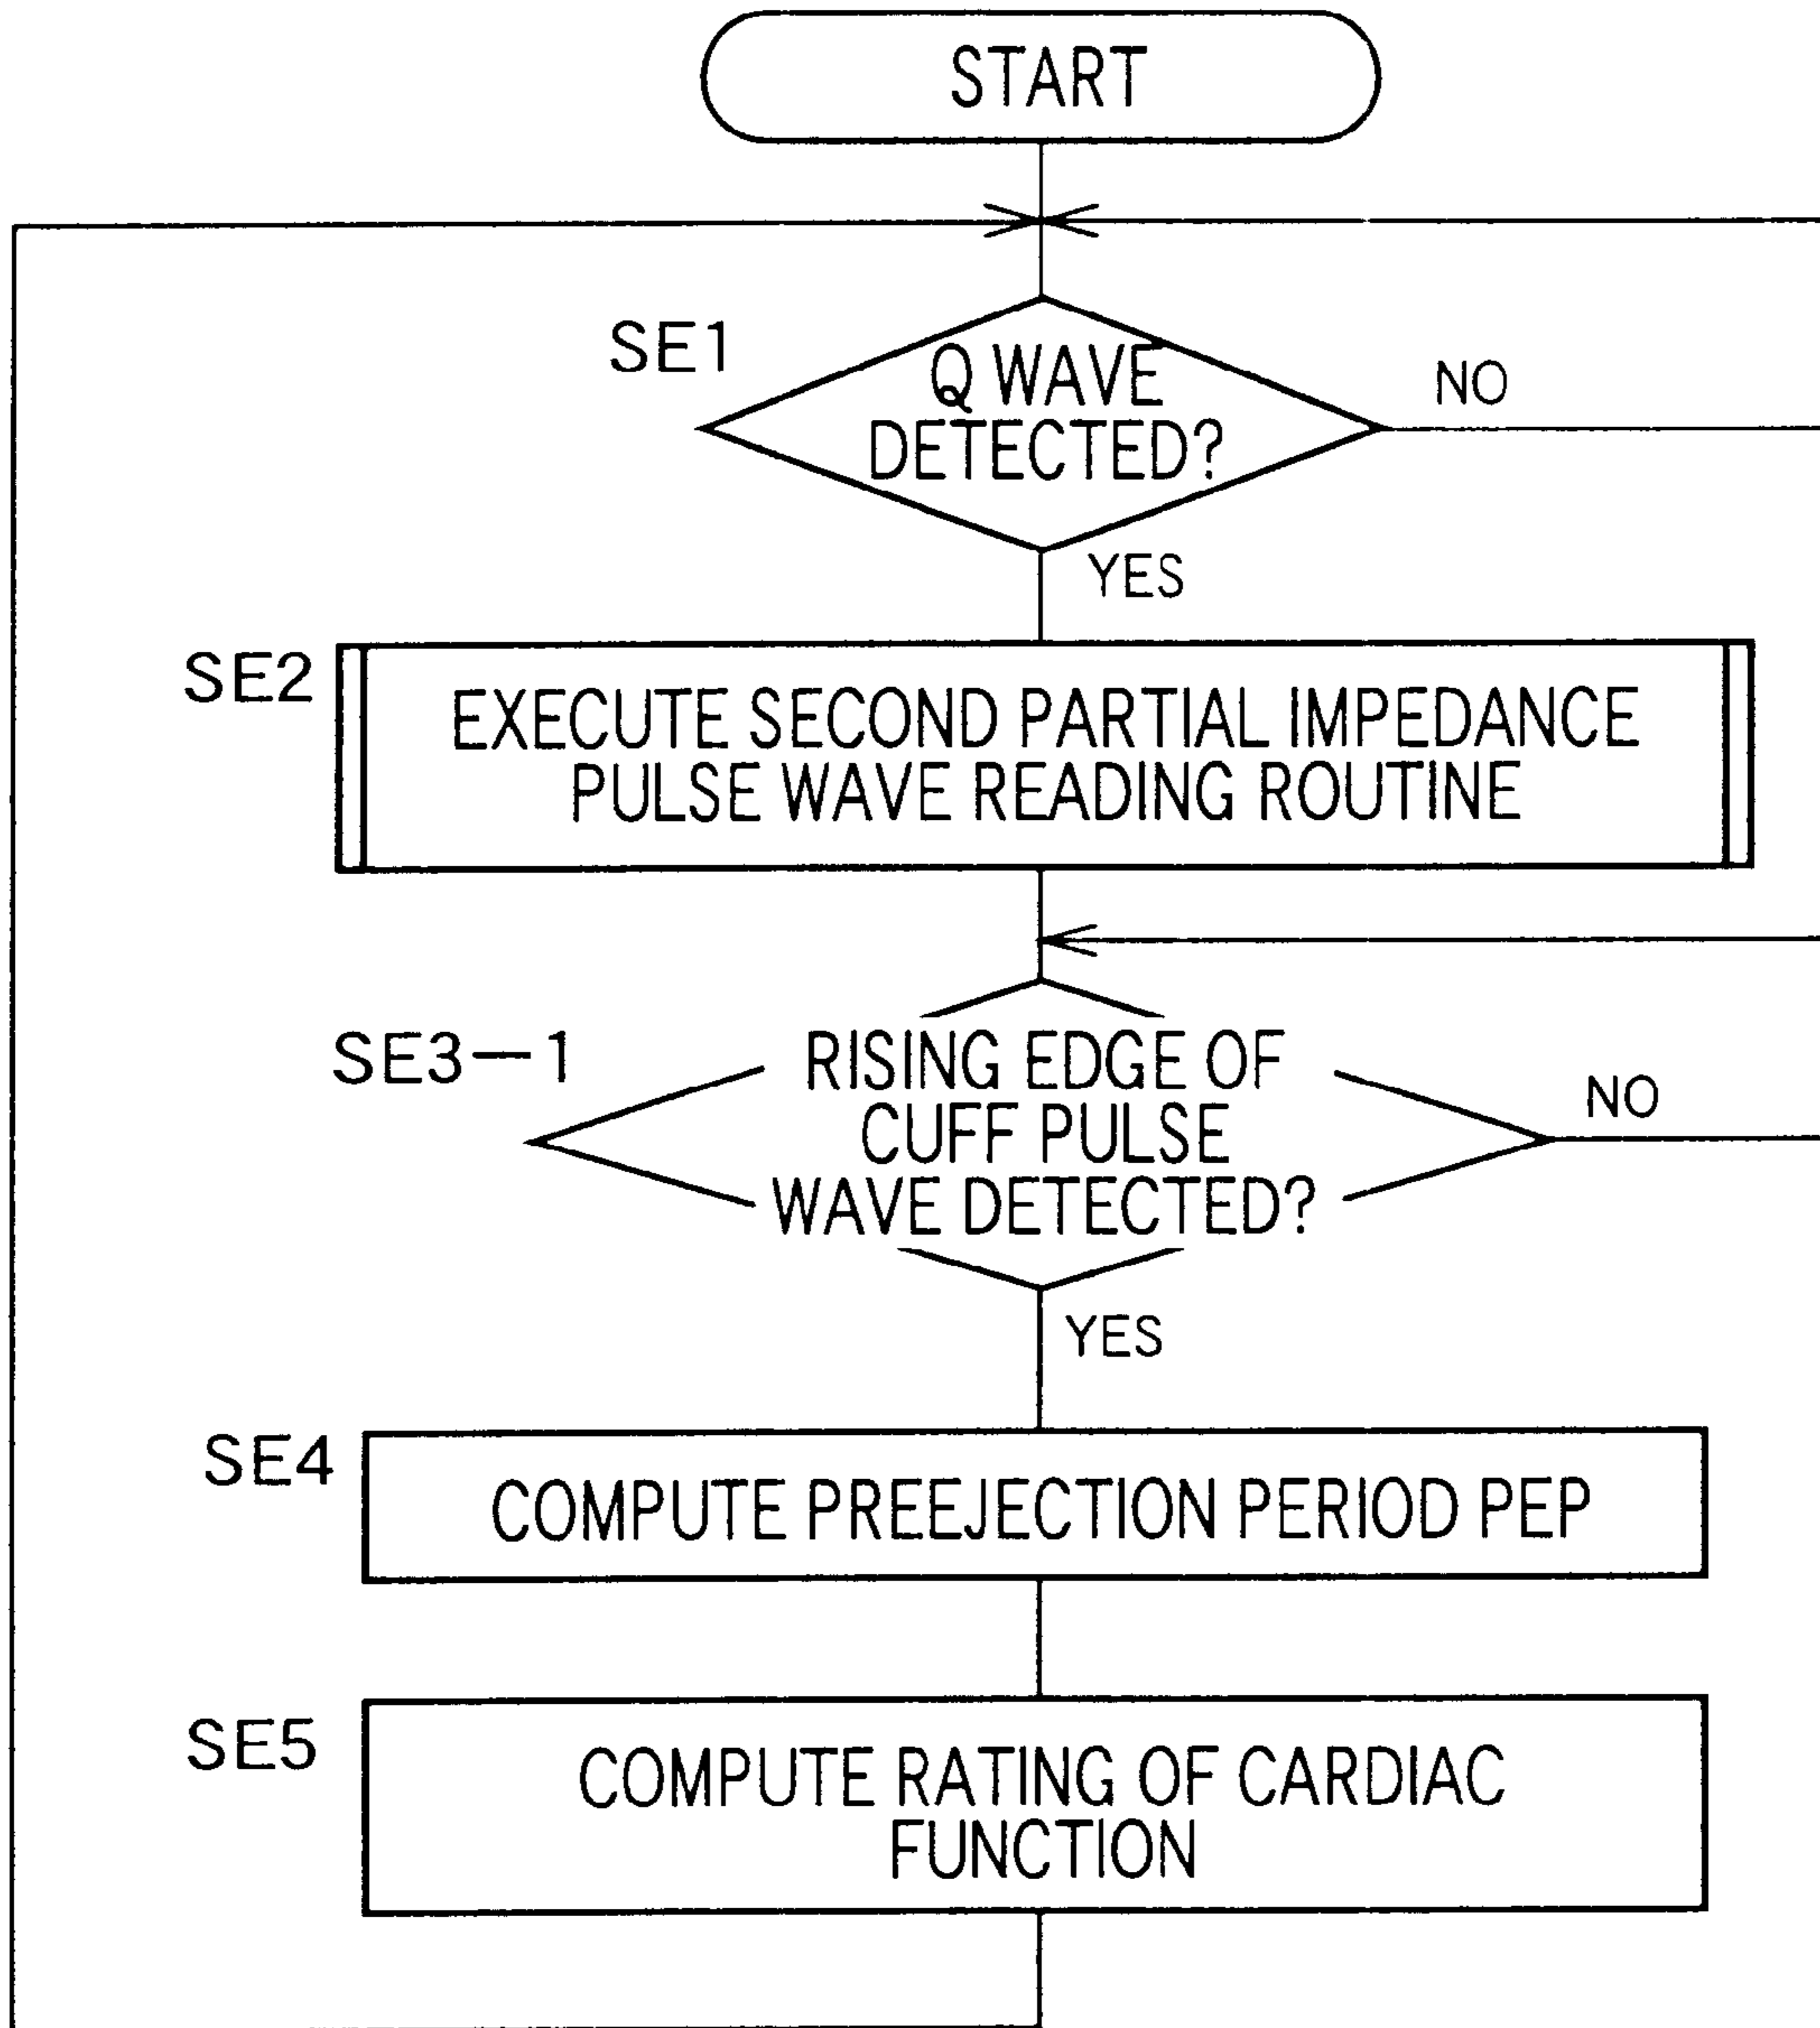 START
SE1
Q WAVE
DETECTED?
NO
YES
SE2
EXECUTE SECOND PARTIAL IMPEDANCE
PULSE WAVE READING ROUTINE
SE3-1
RISING EDGE OF
CUFF PULSE
WAVE DETECTED?
NO
YES
SE4
COMPUTE PREEJECTION PERIOD PEP
SE5
COMPUTE RATING OF CARDIAC
FUNCTION